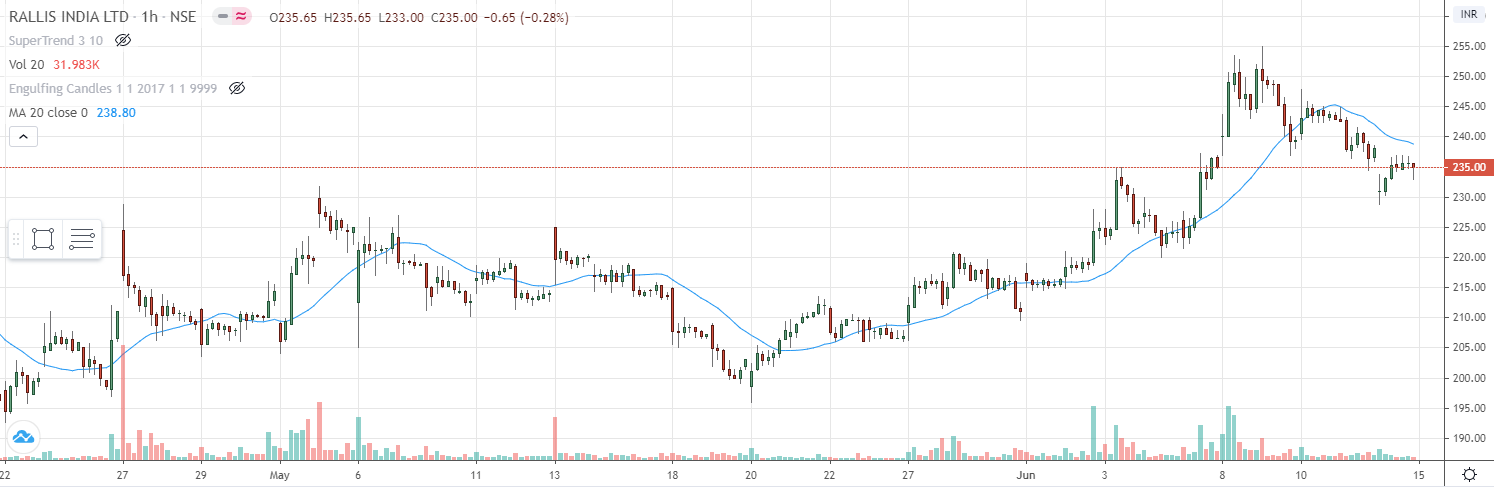 RALLIS INDIA LTD · 1h · NSE O235.65 H235.65 L233.00 C235.00 −0.65 (−0.28%)
SuperTrend 3 10
Vol 20 31.983K
Engulfing Candles 1 1 2017 1 1 9999
MA 20 close 0 238.80
INR
255.00
250.00
245.00
240.00
235.00
230.00
225.00
220.00
215.00
210.00
205.00
200.00
195.00
190.00
22 27 29 May 6 11 13 18 20 22 27 Jun 3 8 10 15